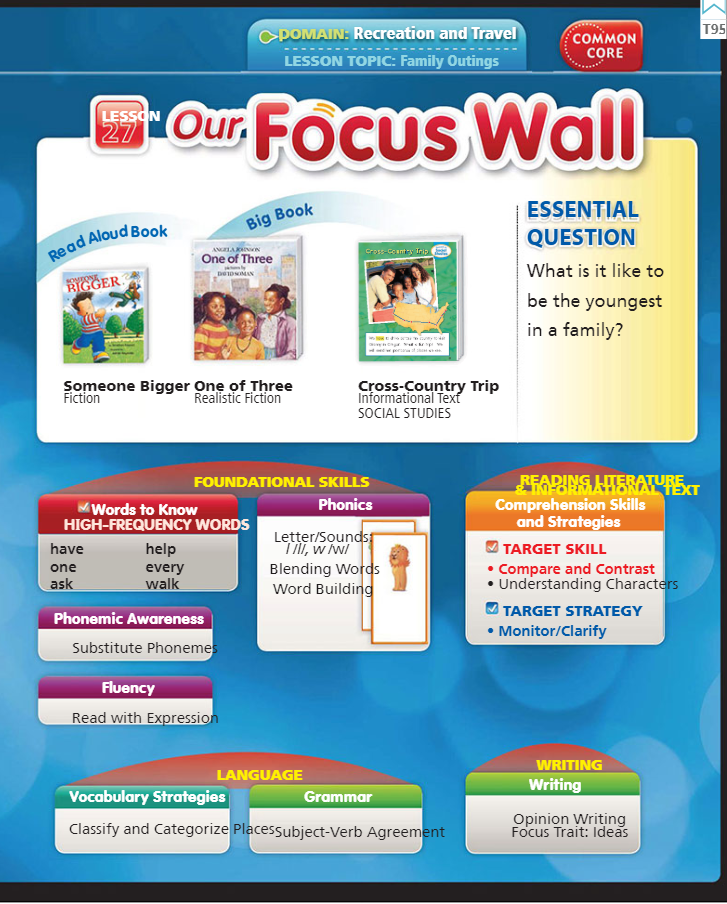 T95
DOMAIN: Recreation and Travel
LESSON TOPIC: Family Outings
COMMON
CORE
LESSON
27
Our Focus Wall
Read Aloud Book
Big Book
SOMEONE
BIGGER
ANGELA JOHNSON
One of Three
pictures by
DAVID SOMAN
Cross-Country Trip
ESSENTIAL
QUESTION
What is it like to
be the youngest
in a family?
Someone Bigger
Fiction
One of Three
Realistic Fiction
Cross-Country Trip
Informational Text
SOCIAL STUDIES
FOUNDATIONAL SKILLS
Words to Know
HIGH-FREQUENCY WORDS
have help
one every
ask walk
Phonics
Letter/Sounds:
l /l/, w /w/
Blending Words
Word Building
Phonemic Awareness
Substitute Phonemes
Fluency
Read with Expression
READING LITERATURE
& INFORMATIONAL TEXT
Comprehension Skills
and Strategies
TARGET SKILL
• Compare and Contrast
• Understanding Characters
TARGET STRATEGY
• Monitor/Clarify
LANGUAGE
Vocabulary Strategies
Classify and Categorize Places
Grammar
Subject-Verb Agreement
WRITING
Writing
Opinion Writing
Focus Trait: Ideas